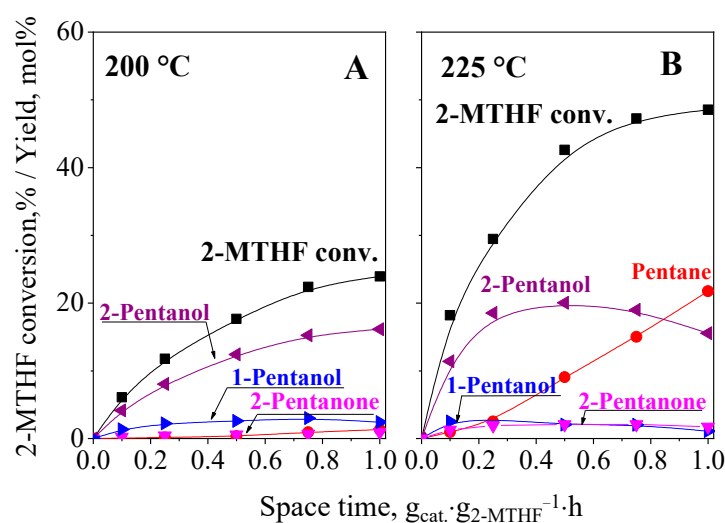 2-MTHF conversion,% / Yield, mol%
60
40
20
0
200 °C
A
2-MTHF conv.
2-Pentanol
1-Pentanol
2-Pentanone
0.0 0.2 0.4 0.6 0.8 1.0
225 °C
B
2-MTHF conv.
2-Pentanol
Pentane
1-Pentanol
2-Pentanone
0.0 0.2 0.4 0.6 0.8 1.0
Space time, g_cat.·g_2-MTHF^-1·h